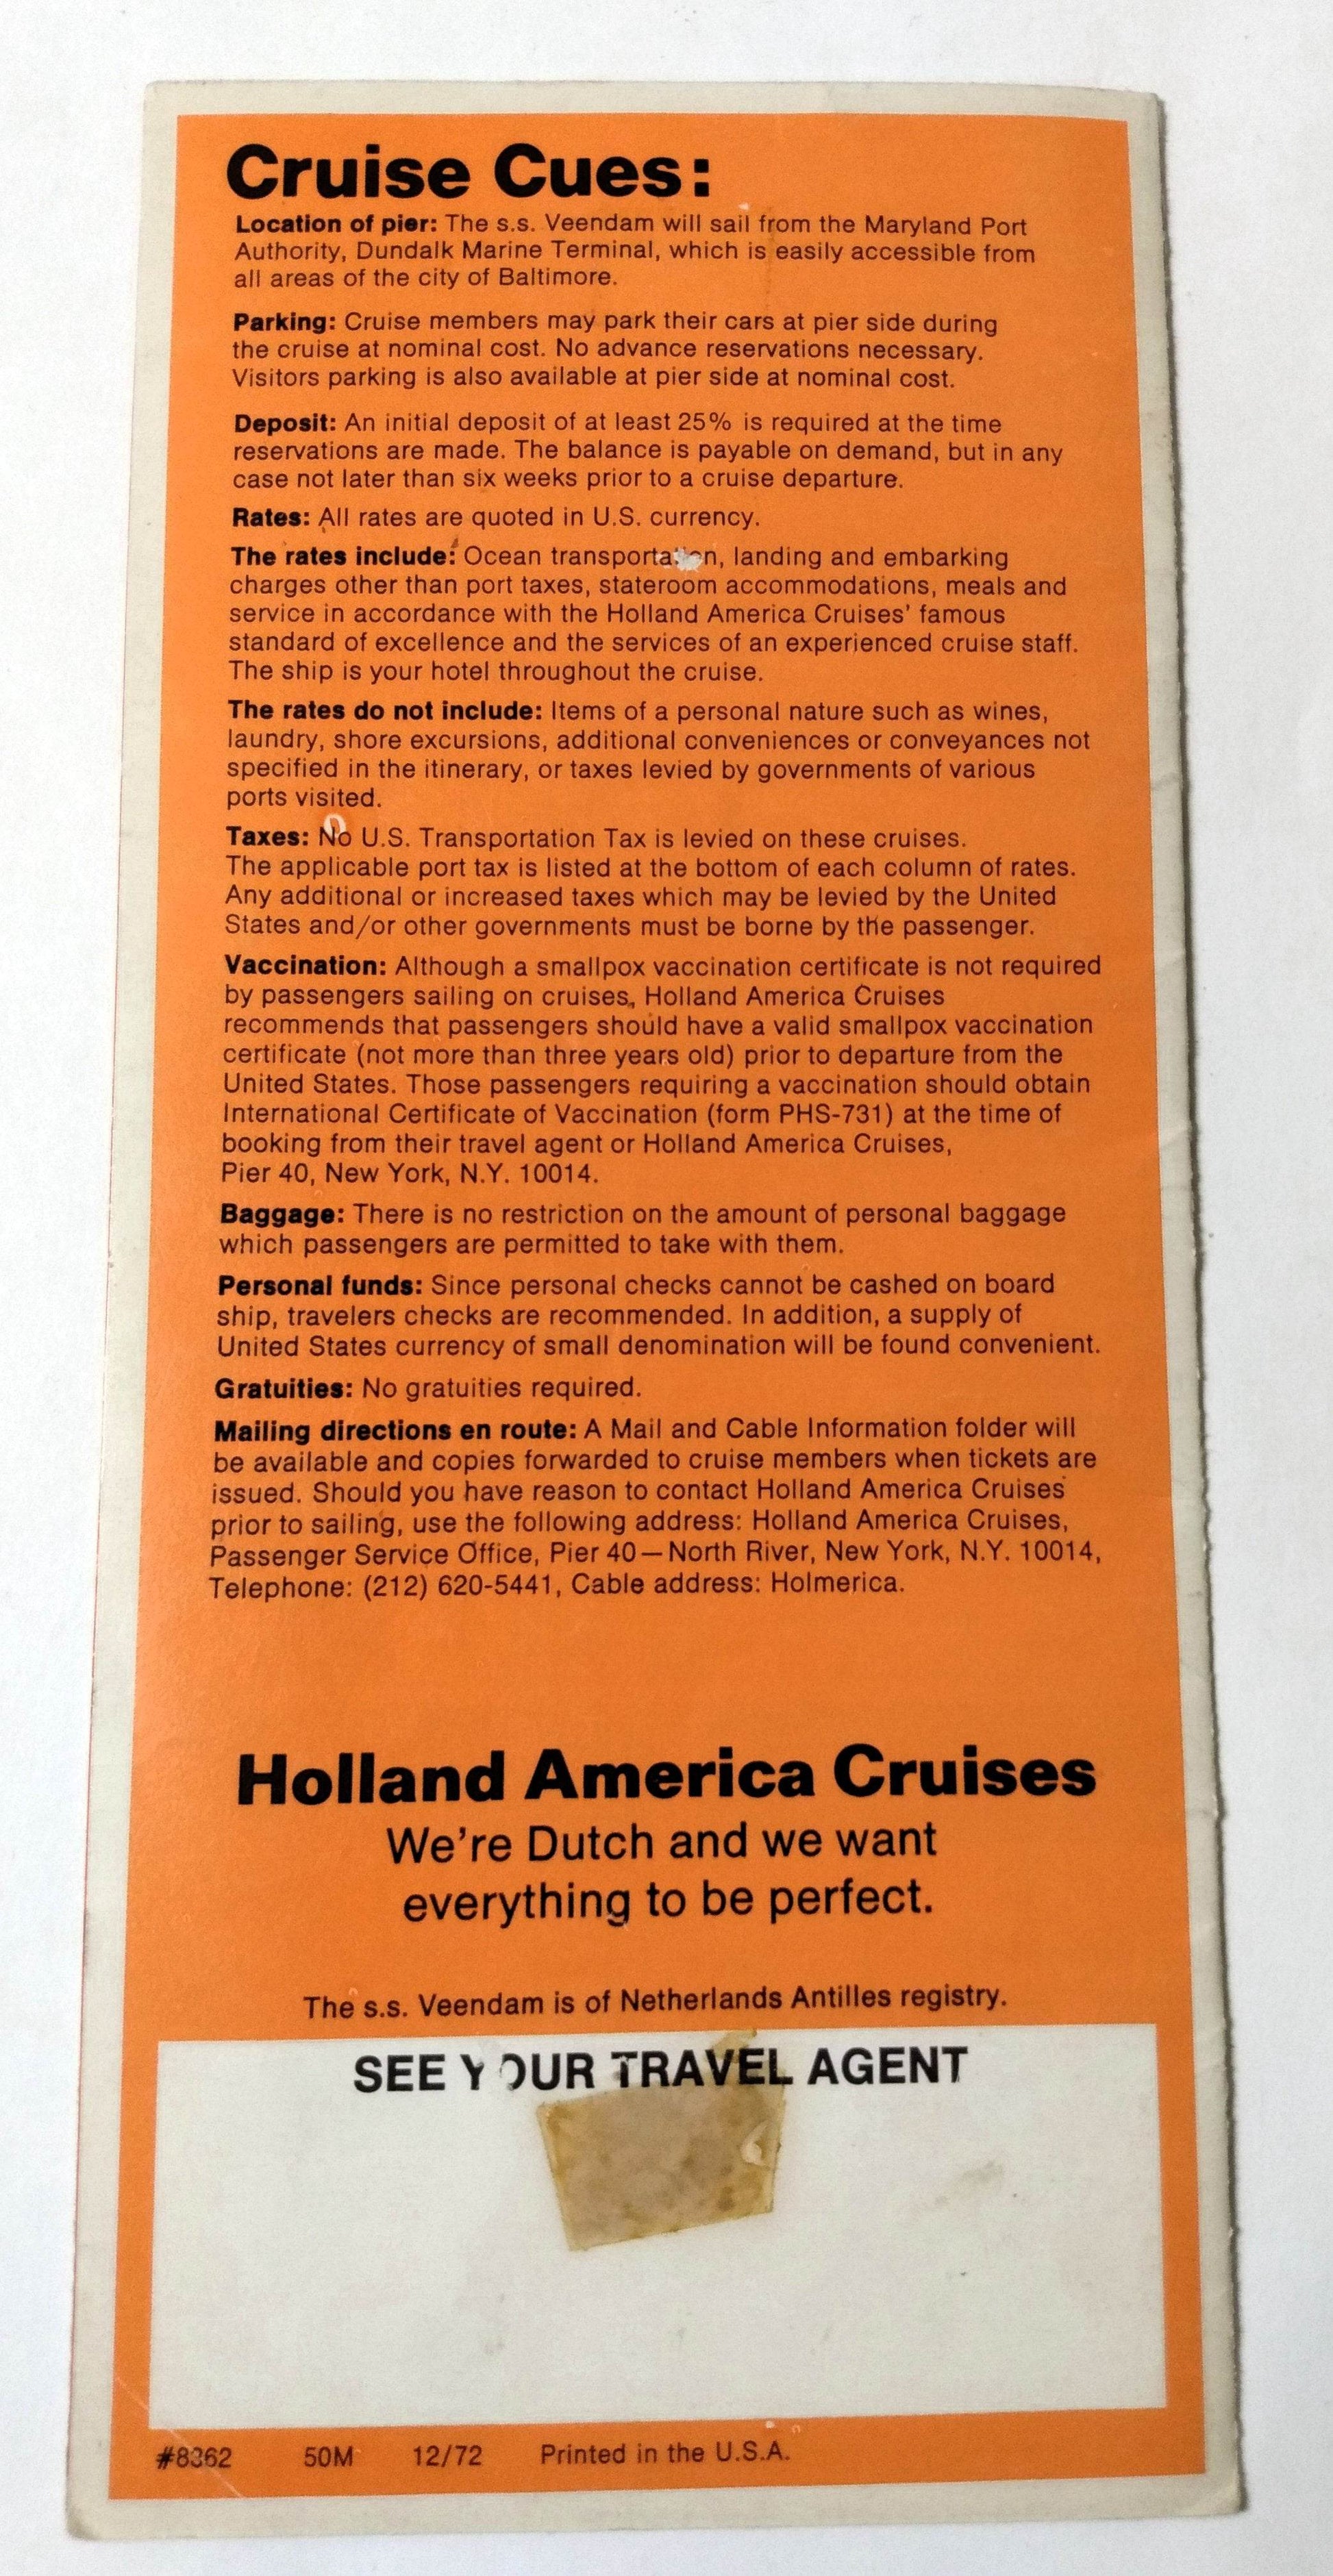 Cruise Cues:
Location of pier: The s.s. Veendam will sail from the Maryland Port
Authority, Dundalk Marine Terminal, which is easily accessible from
all areas of the city of Baltimore.
Parking: Cruise members may park their cars at pier side during
the cruise at nominal cost. No advance reservations necessary.
Visitors parking is also available at pier side at nominal cost.
Deposit: An initial deposit of at least 25% is required at the time
reservations are made. The balance is payable on demand, but in any
case not later than six weeks prior to a cruise departure.
Rates: All rates are quoted in U.S. currency.
The rates include: Ocean transportation, landing and embarking
charges other than port taxes, stateroom accommodations, meals and
service in accordance with the Holland America Cruises' famous
standard of excellence and the services of an experienced cruise staff.
The ship is your hotel throughout the cruise.
The rates do not include: Items of a personal nature such as wines,
laundry, shore excursions, additional conveniences or conveyances not
specified in the itinerary, or taxes levied by governments of various
ports visited.
Taxes: No U.S. Transportation Tax is levied on these cruises.
The applicable port tax is listed at the bottom of each column of rates.
Any additional or increased taxes which may be levied by the United
States and/or other governments must be borne by the passenger.
Vaccination: Although a smallpox vaccination certificate is not required
by passengers sailing on cruises, Holland America Cruises
recommends that passengers should have a valid smallpox vaccination
certificate (not more than three years old) prior to departure from the
United States. Those passengers requiring a vaccination should obtain
International Certificate of Vaccination (form PHS-731) at the time of
booking from their travel agent or Holland America Cruises,
Pier 40, New York, N.Y. 10014.
Baggage: There is no restriction on the amount of personal baggage
which passengers are permitted to take with them.
Personal funds: Since personal checks cannot be cashed on board
ship, travelers checks are recommended. In addition, a supply of
United States currency of small denomination will be found convenient.
Gratuities: No gratuities required.
Mailing directions en route: A Mail and Cable Information folder will
be available and copies forwarded to cruise members when tickets are
issued. Should you have reason to contact Holland America Cruises
prior to sailing, use the following address: Holland America Cruises,
Passenger Service Office, Pier 40—North River, New York, N.Y. 10014,
Telephone: (212) 620-5441, Cable address: Holmerica.
Holland America Cruises
We're Dutch and we want
everything to be perfect.
The s.s. Veendam is of Netherlands Antilles registry.
SEE YOUR TRAVEL AGENT
#8362 50M 12/72 Printed in the U.S.A.